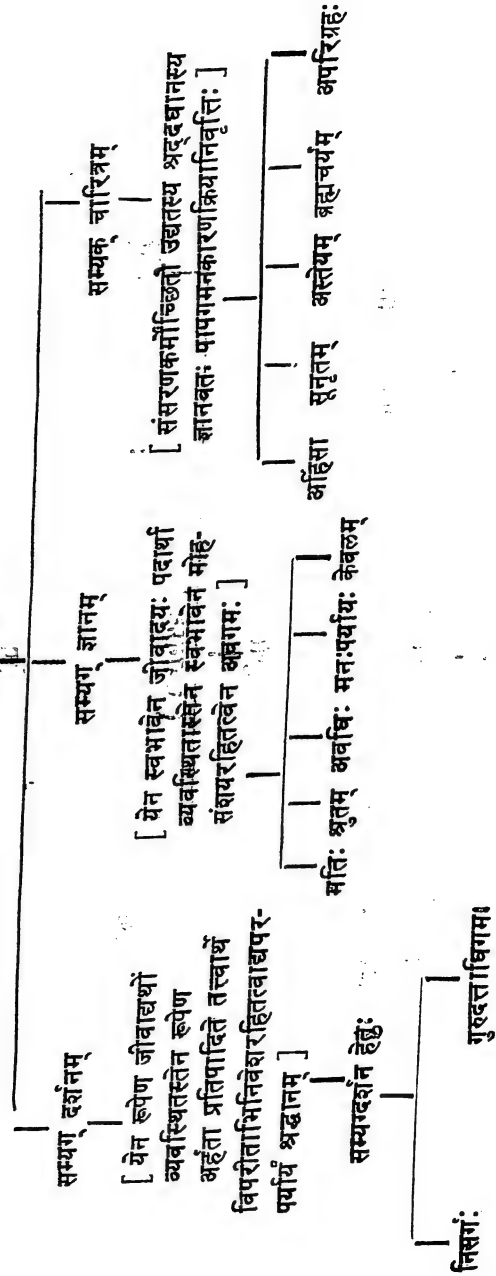 सम्यग् दर्शनम्
[ येन रूपेण जीवाद्यर्थो
व्यवस्थितस्तेन रूपेण
अर्हता प्रतिपादिते तत्त्वार्थे
विपरीताभिनिवेशरहितत्वाद्यपर-
पर्यायं श्रद्धानम् ]
सम्यग्दर्शन हेतुः
निसर्गः
गुरुदत्ताधिगमः
सम्यग् ज्ञानम्
[ येन स्वभावेन जीवादयः पदार्था
व्यवस्थितास्तेन स्वभावेन मोह-
संशयरहितत्वेन अवगमः ]
मतिः श्रुतम् अवधिः मनःपर्यायः केवलम्
सम्यक् चारित्रम्
[ संसरणकर्मोच्छित्तौ उद्यतस्य श्रद्दधानस्य
ज्ञानवतः पापगमनकारणक्रियानिवृत्तिः ]
अहिंसा सूनृतम् अस्तेयम् ब्रह्मचर्यम् अपरिग्रहः